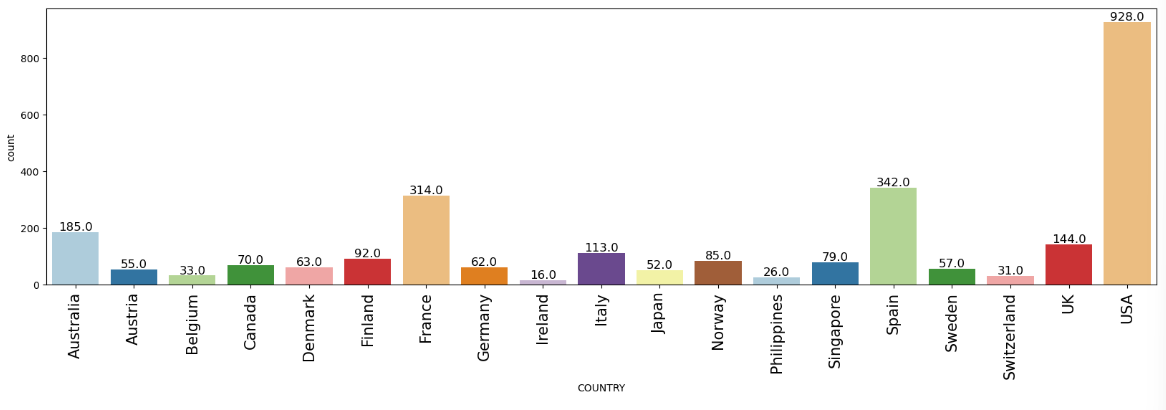 928.0
800
600
400
200
0
count
185.0
55.0
33.0
70.0
63.0
92.0
314.0
62.0
16.0
113.0
52.0
85.0
26.0
79.0
342.0
57.0
31.0
144.0
Australia
Austria
Belgium
Canada
Denmark
Finland
France
Germany
Ireland
Italy
Japan
Norway
Philippines
Singapore
Spain
Sweden
Switzerland
UK
USA
COUNTRY